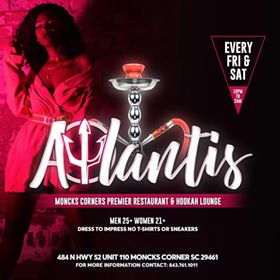 EVERY
FRI &
SAT
10PM
TO
2AM
Atlantis
MONCKS CORNERS PREMIER RESTAURANT & HOOKAH LOUNGE
MEN 25+ WOMEN 21+
DRESS TO IMPRESS NO T-SHIRTS OR SNEAKERS
484 N HWY 52 UNIT 110 MONCKS CORNER SC 29461
FOR MORE INFORMATION CONTACT: 843.761.1011